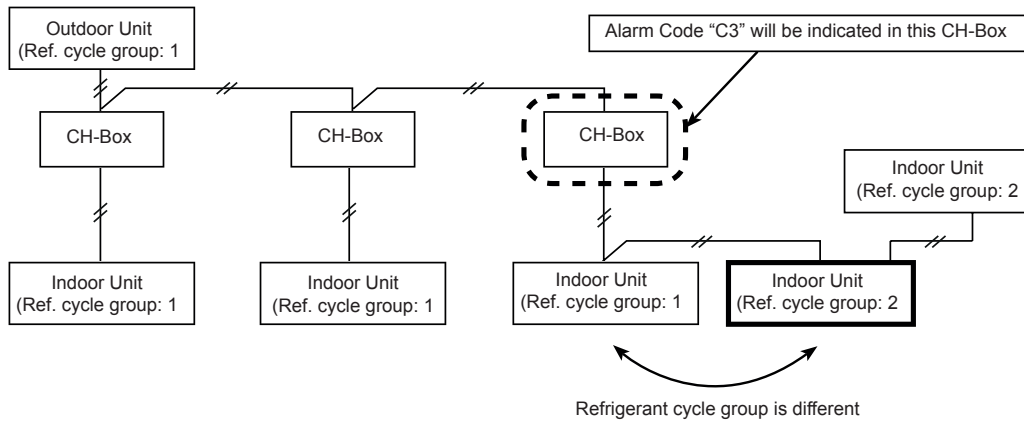 Outdoor Unit
(Ref. cycle group: 1
Alarm Code “C3” will be indicated in this CH-Box
CH-Box
CH-Box
CH-Box
Indoor Unit
(Ref. cycle group: 2
Indoor Unit
(Ref. cycle group: 1
Indoor Unit
(Ref. cycle group: 1
Indoor Unit
(Ref. cycle group: 1
Indoor Unit
(Ref. cycle group: 2
Refrigerant cycle group is different